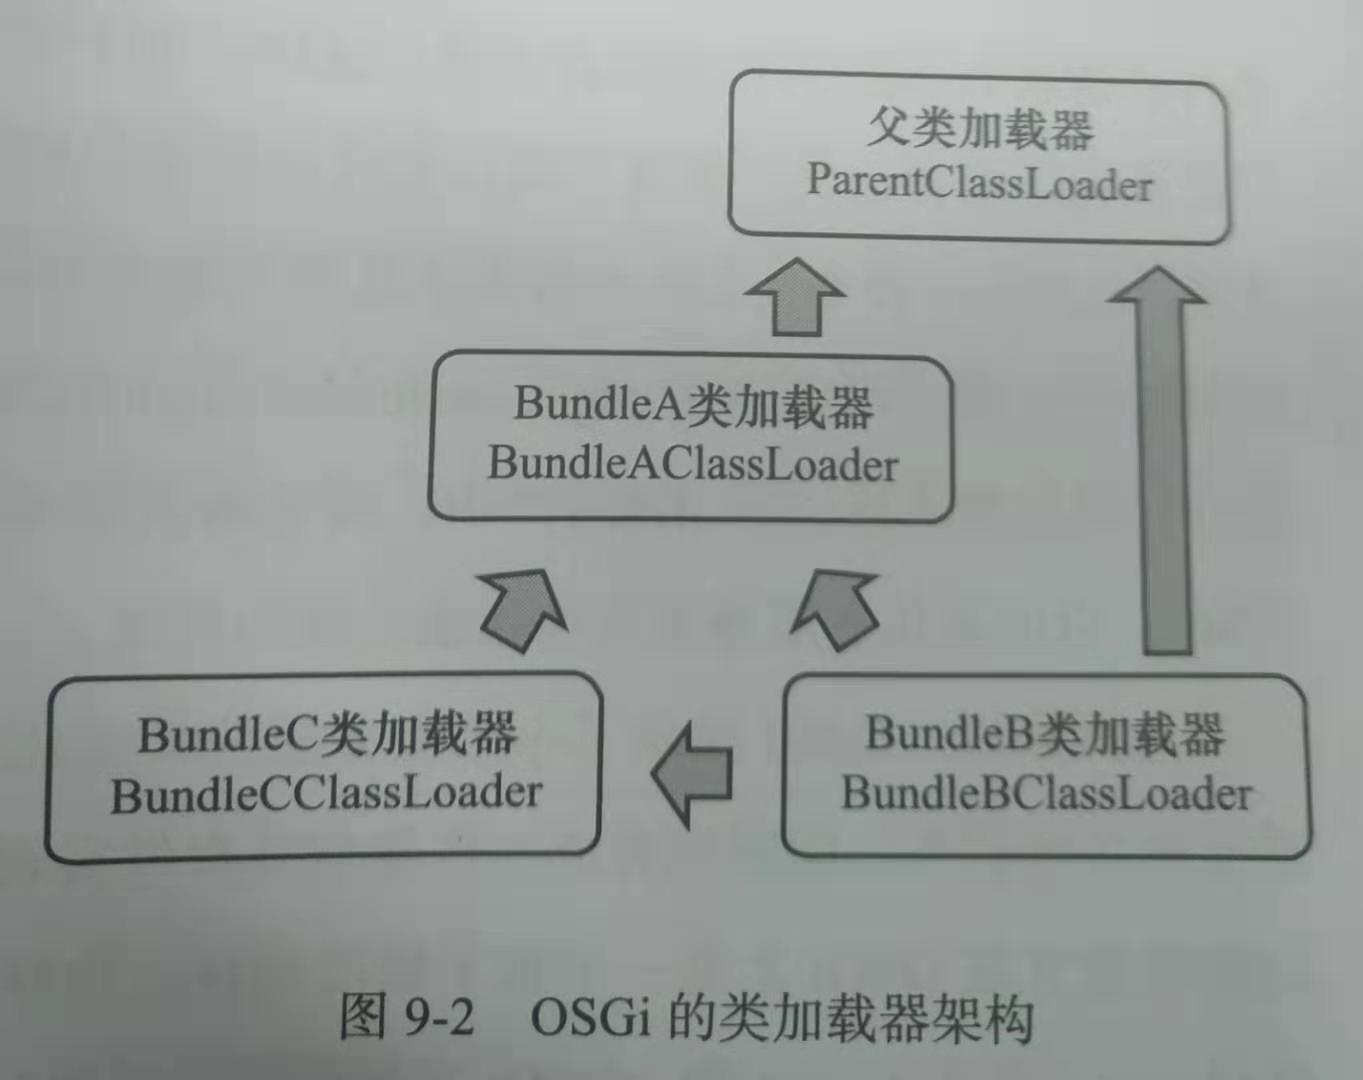 父类加载器
ParentClassLoader
BundleA类加载器
BundleAClassLoader
BundleC类加载器
BundleCClassLoader
BundleB类加载器
BundleBClassLoader
图 9-2 OSGi 的类加载器架构